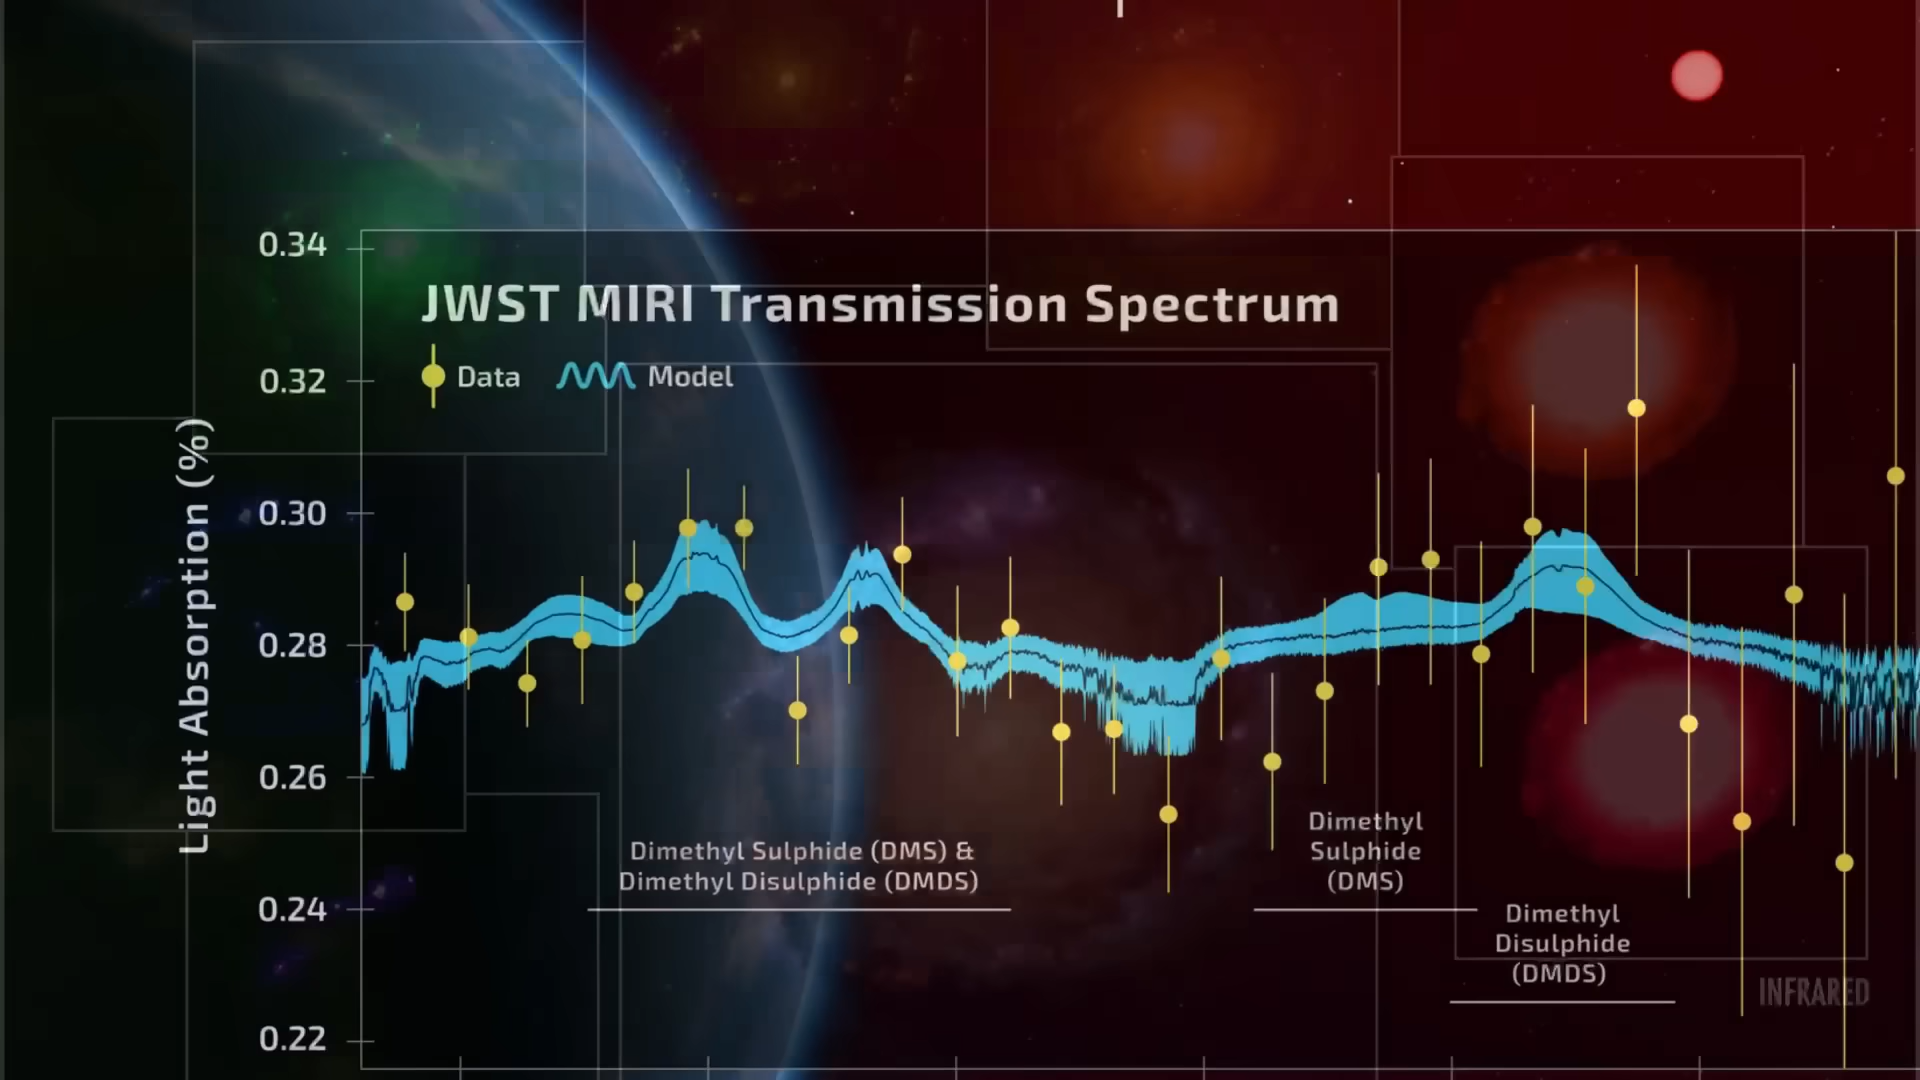 0.34
JWST MIRI Transmission Spectrum
0.32
Data
Model
Light Absorption (%)
0.30
0.28
0.26
Dimethyl Sulphide (DMS) &
Dimethyl Disulphide (DMDS)
Dimethyl
Sulphide
(DMS)
0.24
Dimethyl
Disulphide
(DMDS)
INFRARED
0.22